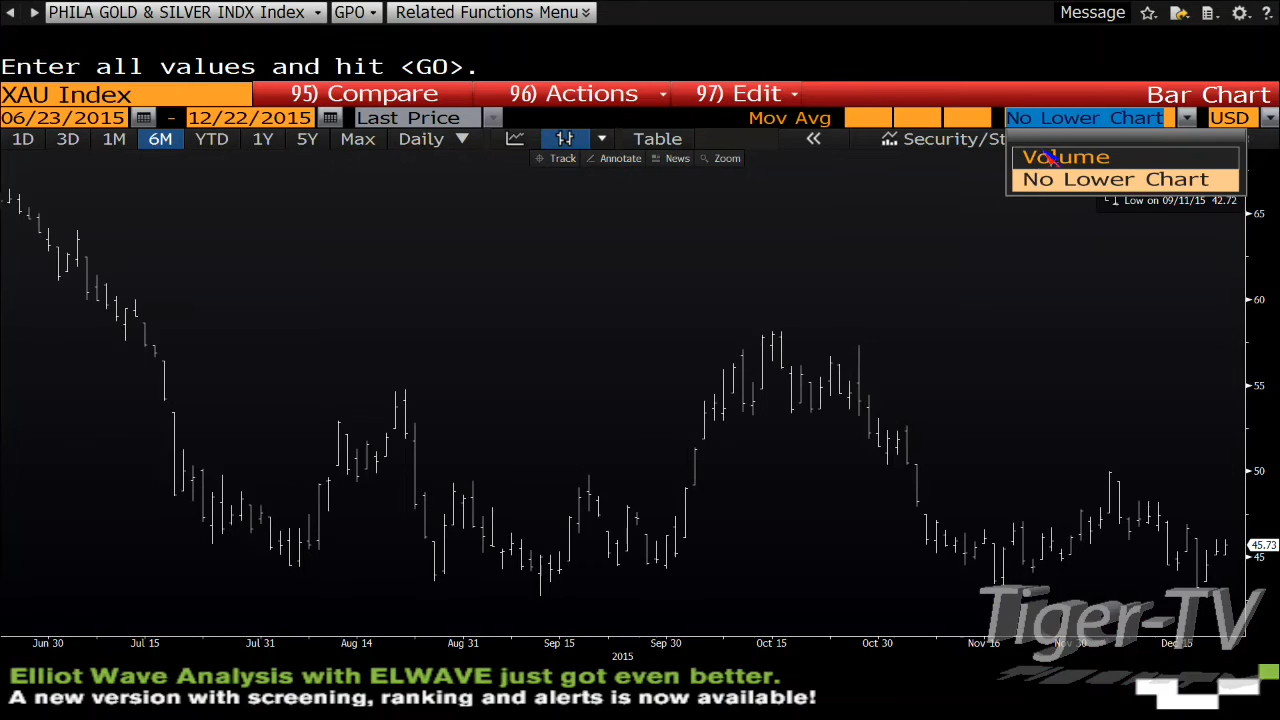 PHILA GOLD & SILVER INDX Index GPO Related Functions Menu Message ?
Enter all values and hit <GO>.
XAU Index 95) Compare 96) Actions 97) Edit Bar Chart
06/23/2015 - 12/22/2015 Last Price Mov Avg No Lower Chart USD
1D 3D 1M 6M YTD 1Y 5Y Max Daily Table Security/St
Volume
No Lower Chart
Track Annotate News Zoom
Low on 09/11/15 42.72
65
60
55
50
45.73
45
Jun 30 Jul 15 Jul 31 Aug 14 Aug 31 Sep 15 Sep 30 Oct 15 Oct 30 Nov 16 Nov 30 Dec 15
2015
Tiger-TV
Elliot Wave Analysis with ELWAVE just got even better.
A new version with screening, ranking and alerts is now available!